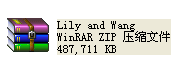 Lily and Wang
WinRAR ZIP 压缩文件
487,711 KB